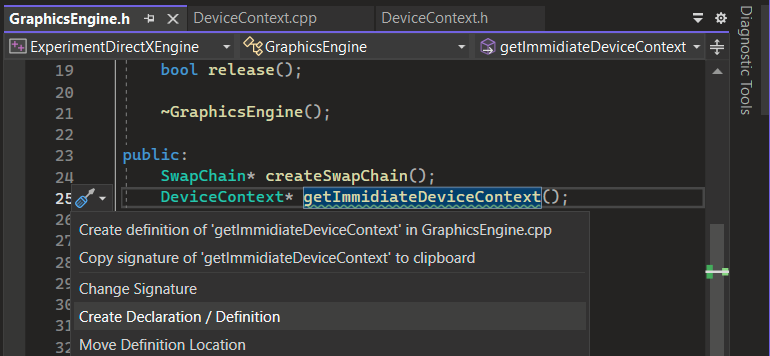 GraphicsEngine.h DeviceContext.cpp DeviceContext.h
ExperimentDirectXEngine GraphicsEngine getImmidiateDeviceContext
19 bool release();
20
21 ~GraphicsEngine();
22
23 public:
24 SwapChain* createSwapChain();
25 DeviceContext* getImmidiateDeviceContext();
26
Create definition of 'getImmidiateDeviceContext' in GraphicsEngine.cpp
Copy signature of 'getImmidiateDeviceContext' to clipboard
Change Signature
Create Declaration / Definition
Move Definition Location
Diagnostic Tools